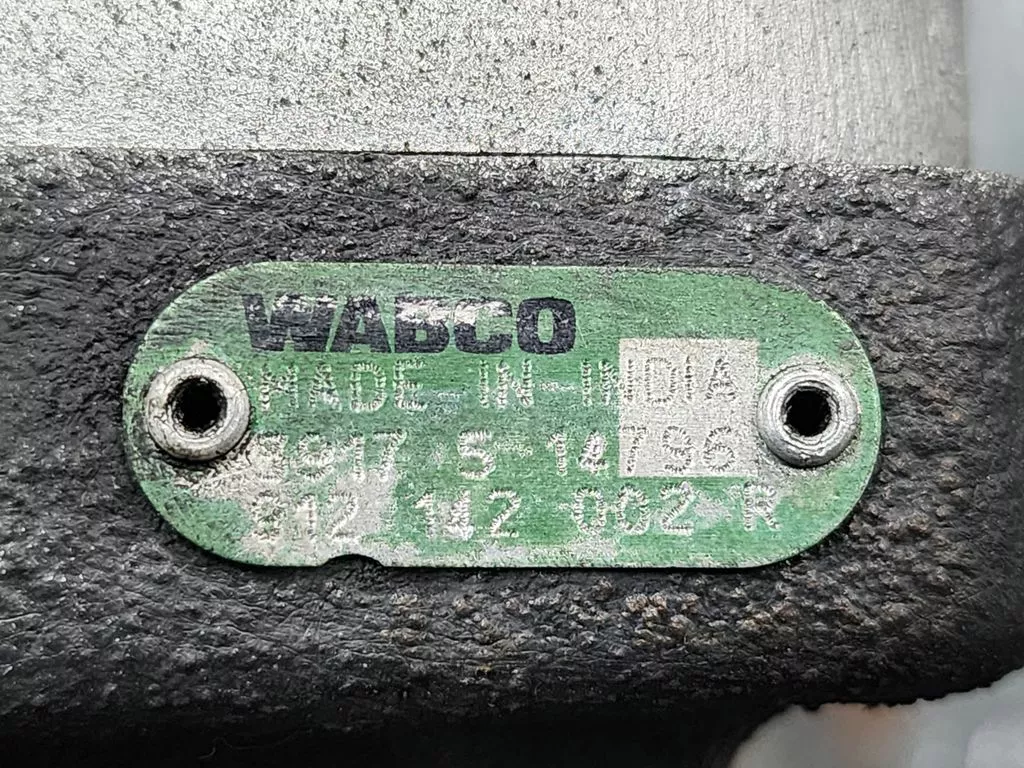 WABCO
MADE IN INDIA
3917 5 14796
912 142 002 R